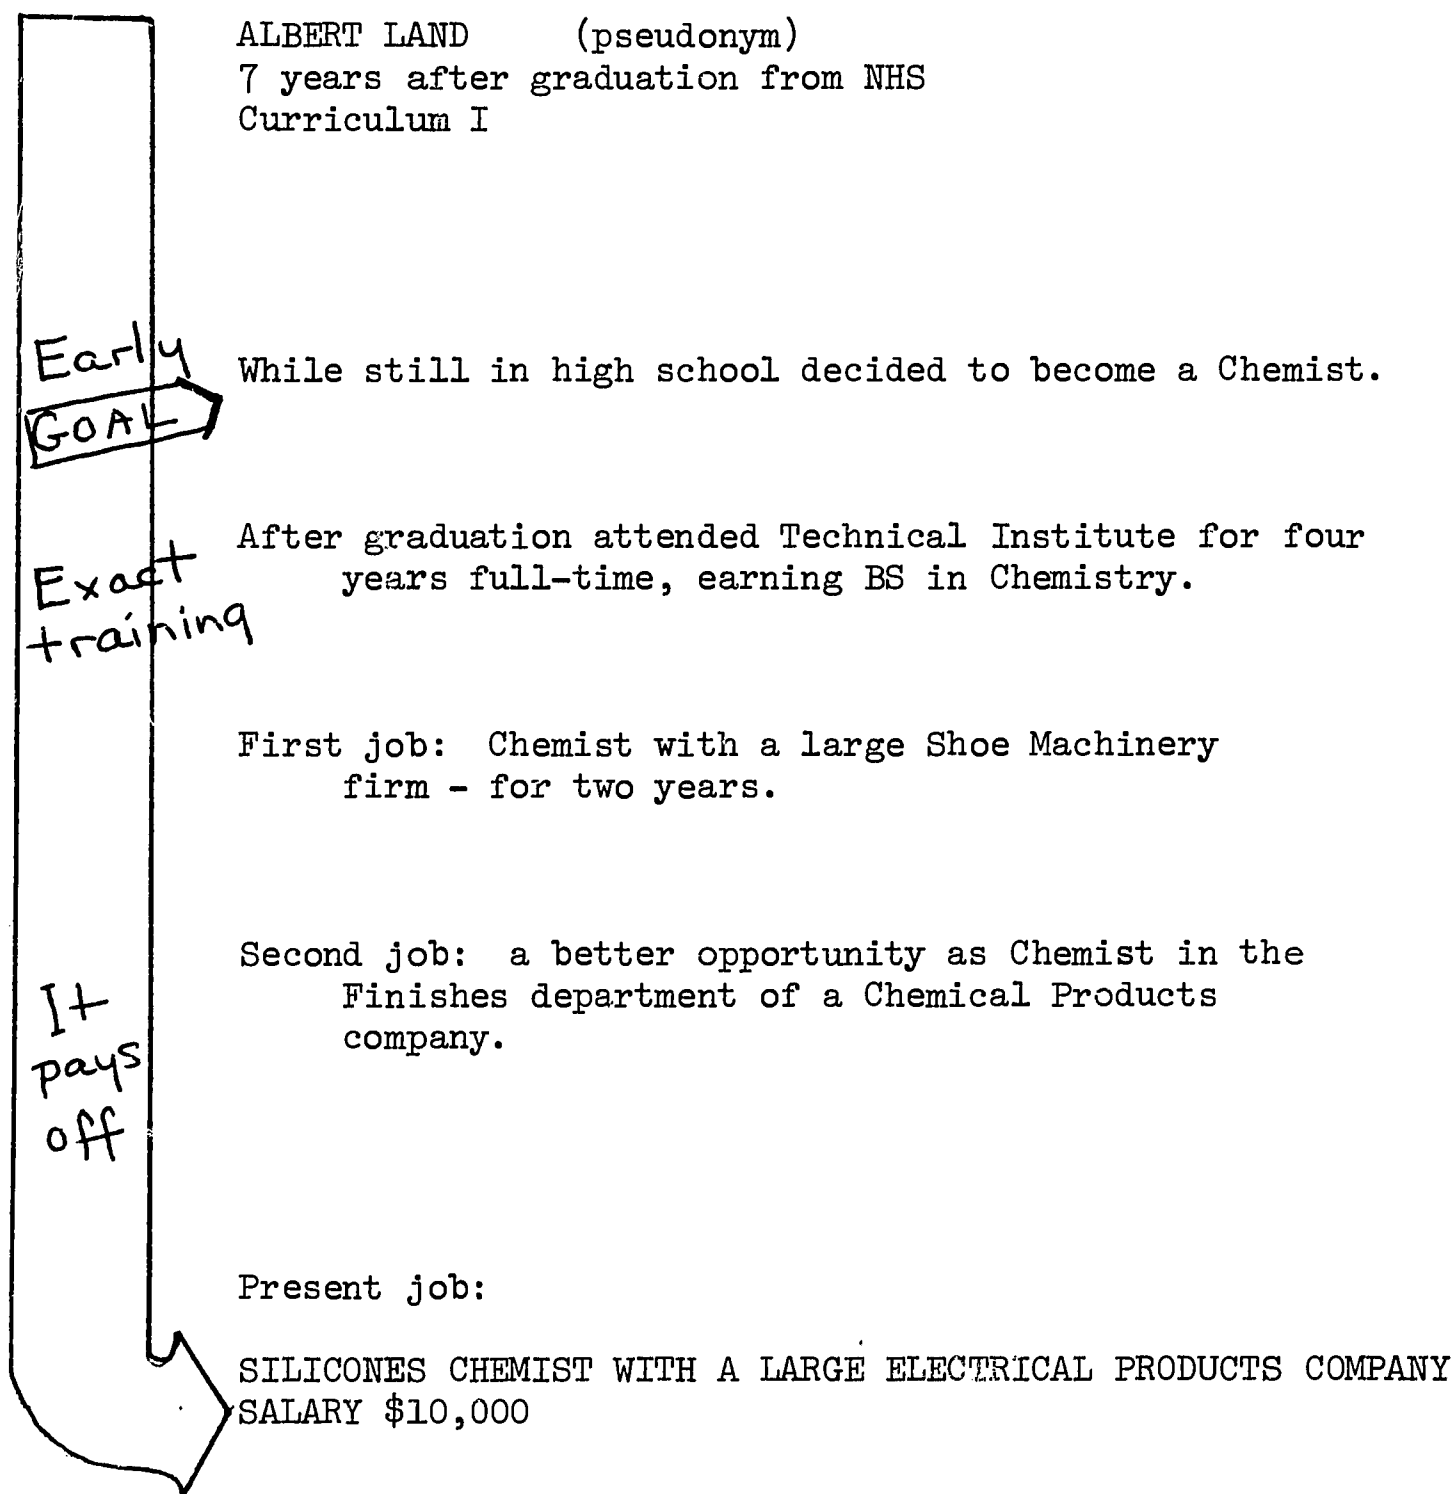 ALBERT LAND (pseudonym)
7 years after graduation from NHS
Curriculum I
Early
GOAL
While still in high school decided to become a Chemist.
Exact
training
After graduation attended Technical Institute for four
years full-time, earning BS in Chemistry.
First job: Chemist with a large Shoe Machinery
firm - for two years.
It
pays
off
Second job: a better opportunity as Chemist in the
Finishes department of a Chemical Products
company.
Present job:
SILICONES CHEMIST WITH A LARGE ELECTRICAL PRODUCTS COMPANY
SALARY $10,000